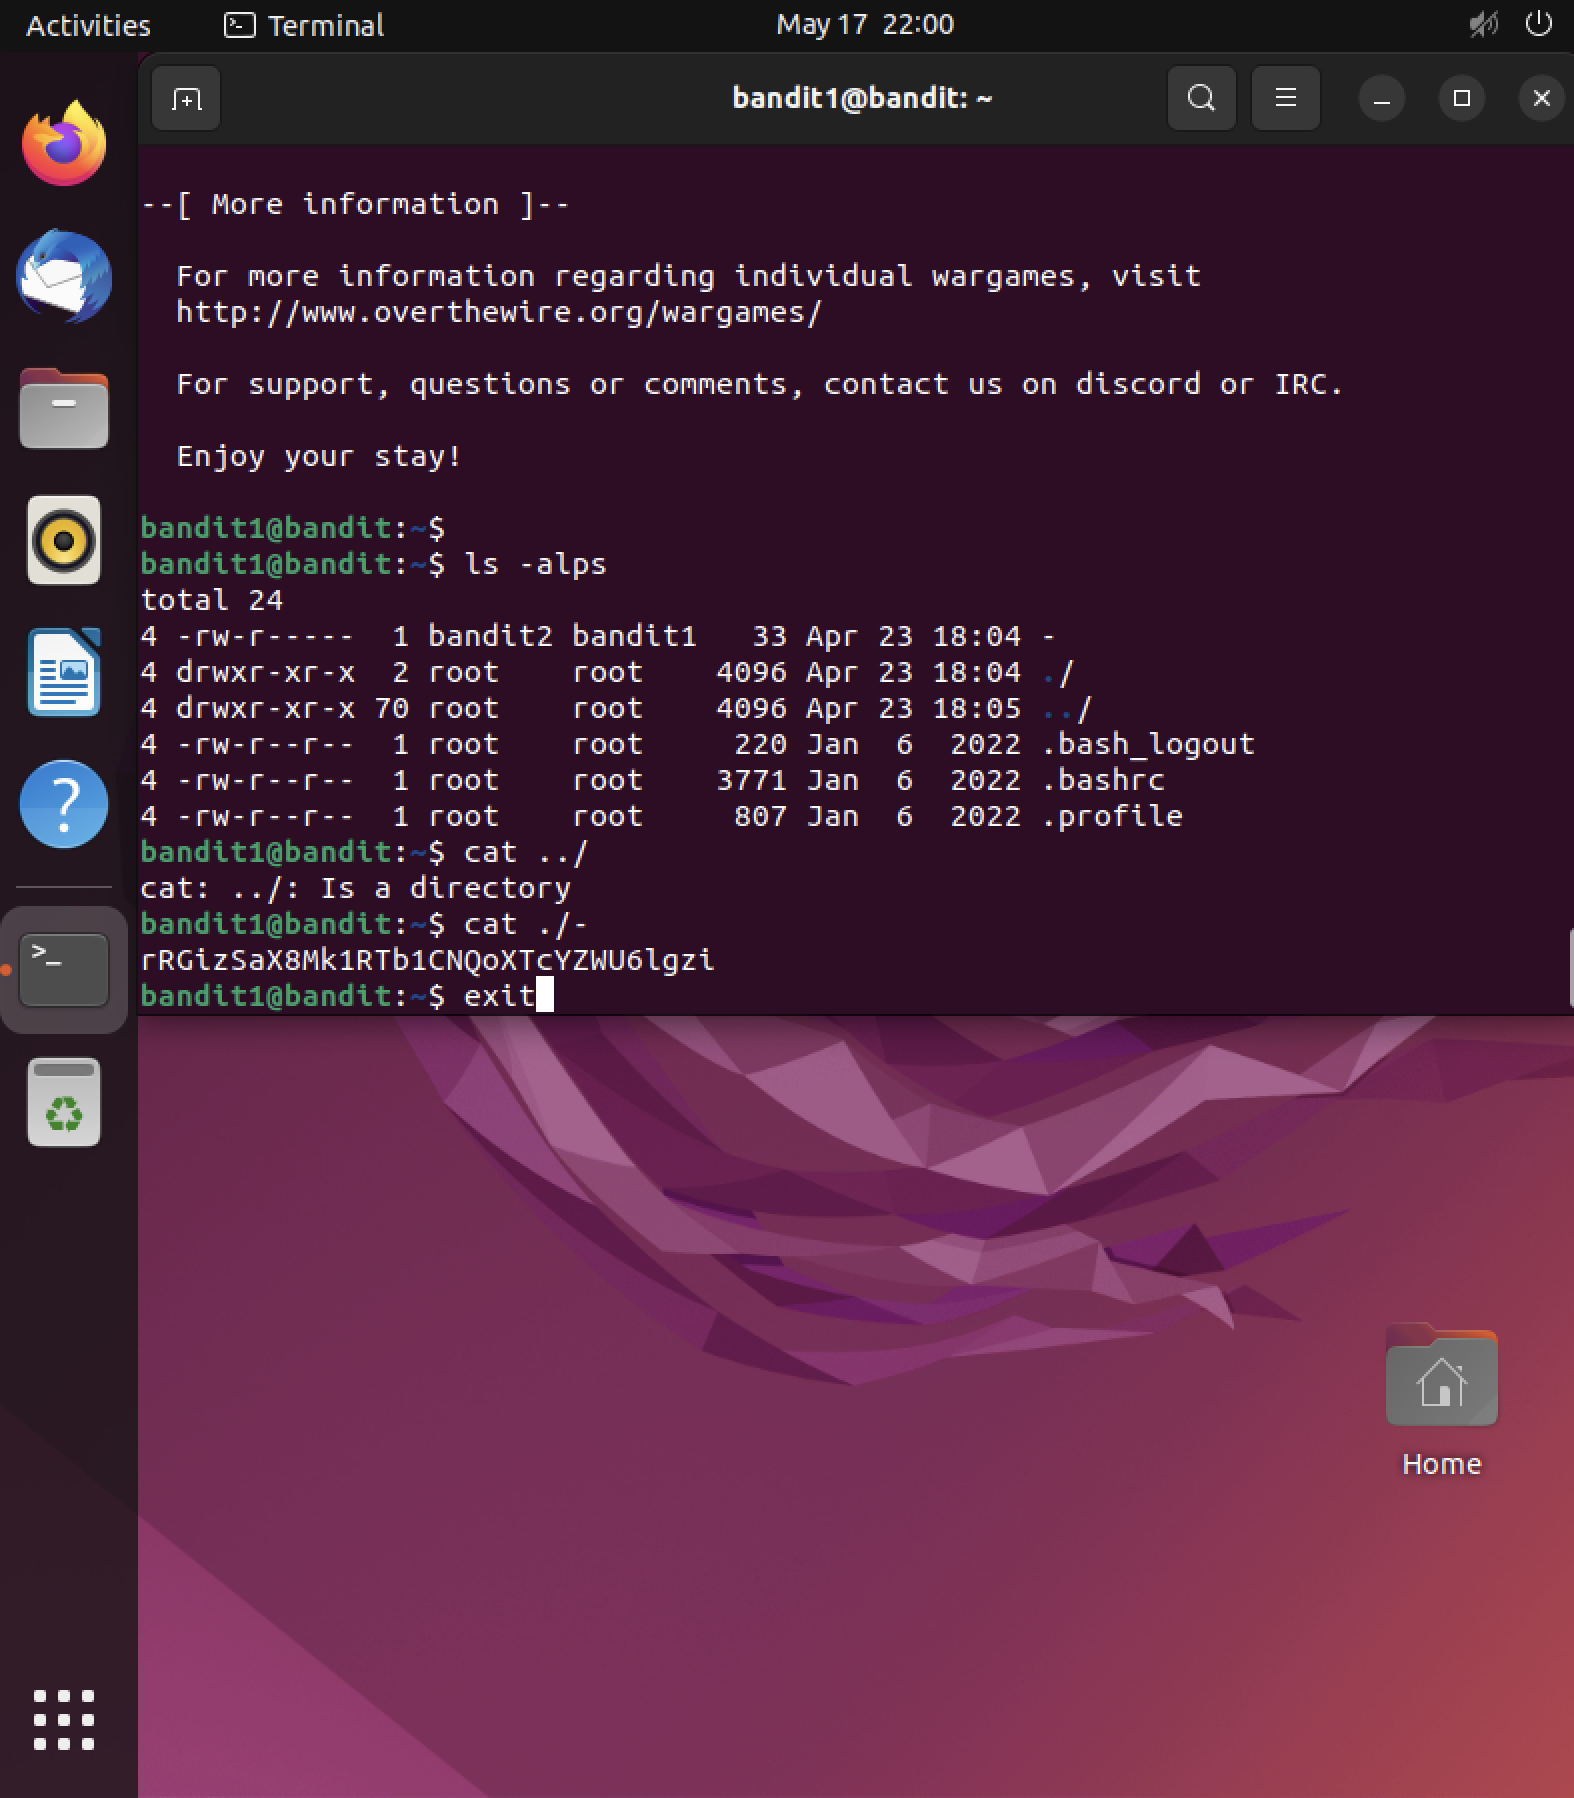 Activities Terminal May 17 22:00
bandit1@bandit: ~
--[ More information ]--
For more information regarding individual wargames, visit
http://www.overthewire.org/wargames/
For support, questions or comments, contact us on discord or IRC.
Enjoy your stay!
bandit1@bandit:~$
bandit1@bandit:~$ ls -alps
total 24
4 -rw-r-----  1 bandit2 bandit1   33 Apr 23 18:04 -
4 drwxr-xr-x  2 root    root    4096 Apr 23 18:04 ./
4 drwxr-xr-x 70 root    root    4096 Apr 23 18:05 ../
4 -rw-r--r--  1 root    root     220 Jan  6  2022 .bash_logout
4 -rw-r--r--  1 root    root    3771 Jan  6  2022 .bashrc
4 -rw-r--r--  1 root    root     807 Jan  6  2022 .profile
bandit1@bandit:~$ cat ../
cat: ../: Is a directory
bandit1@bandit:~$ cat ./-
rRGizSaX8Mk1RTb1CNQoXTcYZWU6lgzi
bandit1@bandit:~$ exit
Home